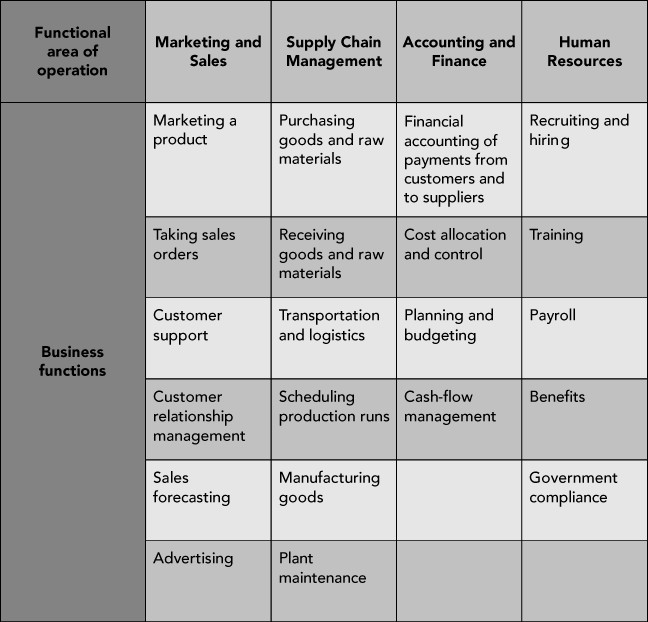 Functional
area of
operation
Marketing and
Sales
Supply Chain
Management
Accounting and
Finance
Human
Resources
Business
functions
Marketing a
product
Purchasing
goods and raw
materials
Financial
accounting of
payments from
customers and
to suppliers
Recruiting and
hiring
Taking sales
orders
Receiving
goods and raw
materials
Cost allocation
and control
Training
Customer
support
Transportation
and logistics
Planning and
budgeting
Payroll
Customer
relationship
management
Scheduling
production runs
Cash-flow
management
Benefits
Sales
forecasting
Manufacturing
goods
Government
compliance
Advertising
Plant
maintenance